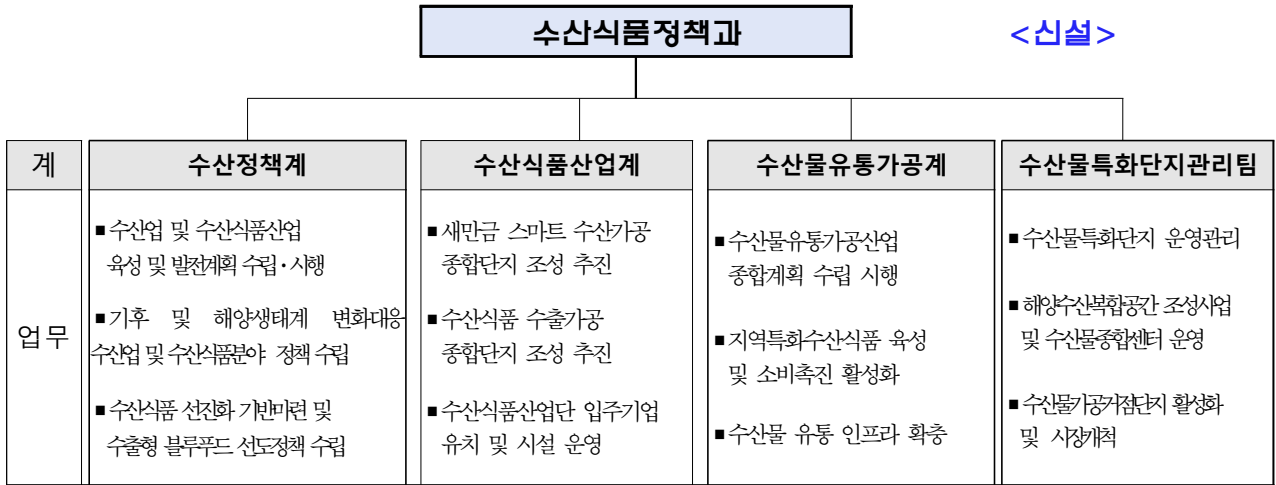 수산식품정책과
<신설>
계
수산정책계
수산식품산업계
수산물유통가공계
수산물특화단지관리팀
업무
■수산업 및 수산식품산업
육성 및 발전계획 수립·시행
■기후 및 해양생태계 변화대응
수산업 및 수산식품분야 정책 수립
■수산식품 선진화 기반마련 및
수출형 블루푸드 선도정책 수립
■새만금 스마트 수산가공
종합단지 조성 추진
■수산식품 수출가공
종합단지 조성 추진
■수산식품산업단 입주기업
유치 및 시설 운영
■수산물유통가공산업
종합계획 수립 시행
■지역특화수산식품 육성
및 소비촉진 활성화
■수산물 유통 인프라 확충
■수산물특화단지 운영관리
■해양수산복합공간 조성사업
및 수산물종합센터 운영
■수산물가공거점단지 활성화
및 시장개척